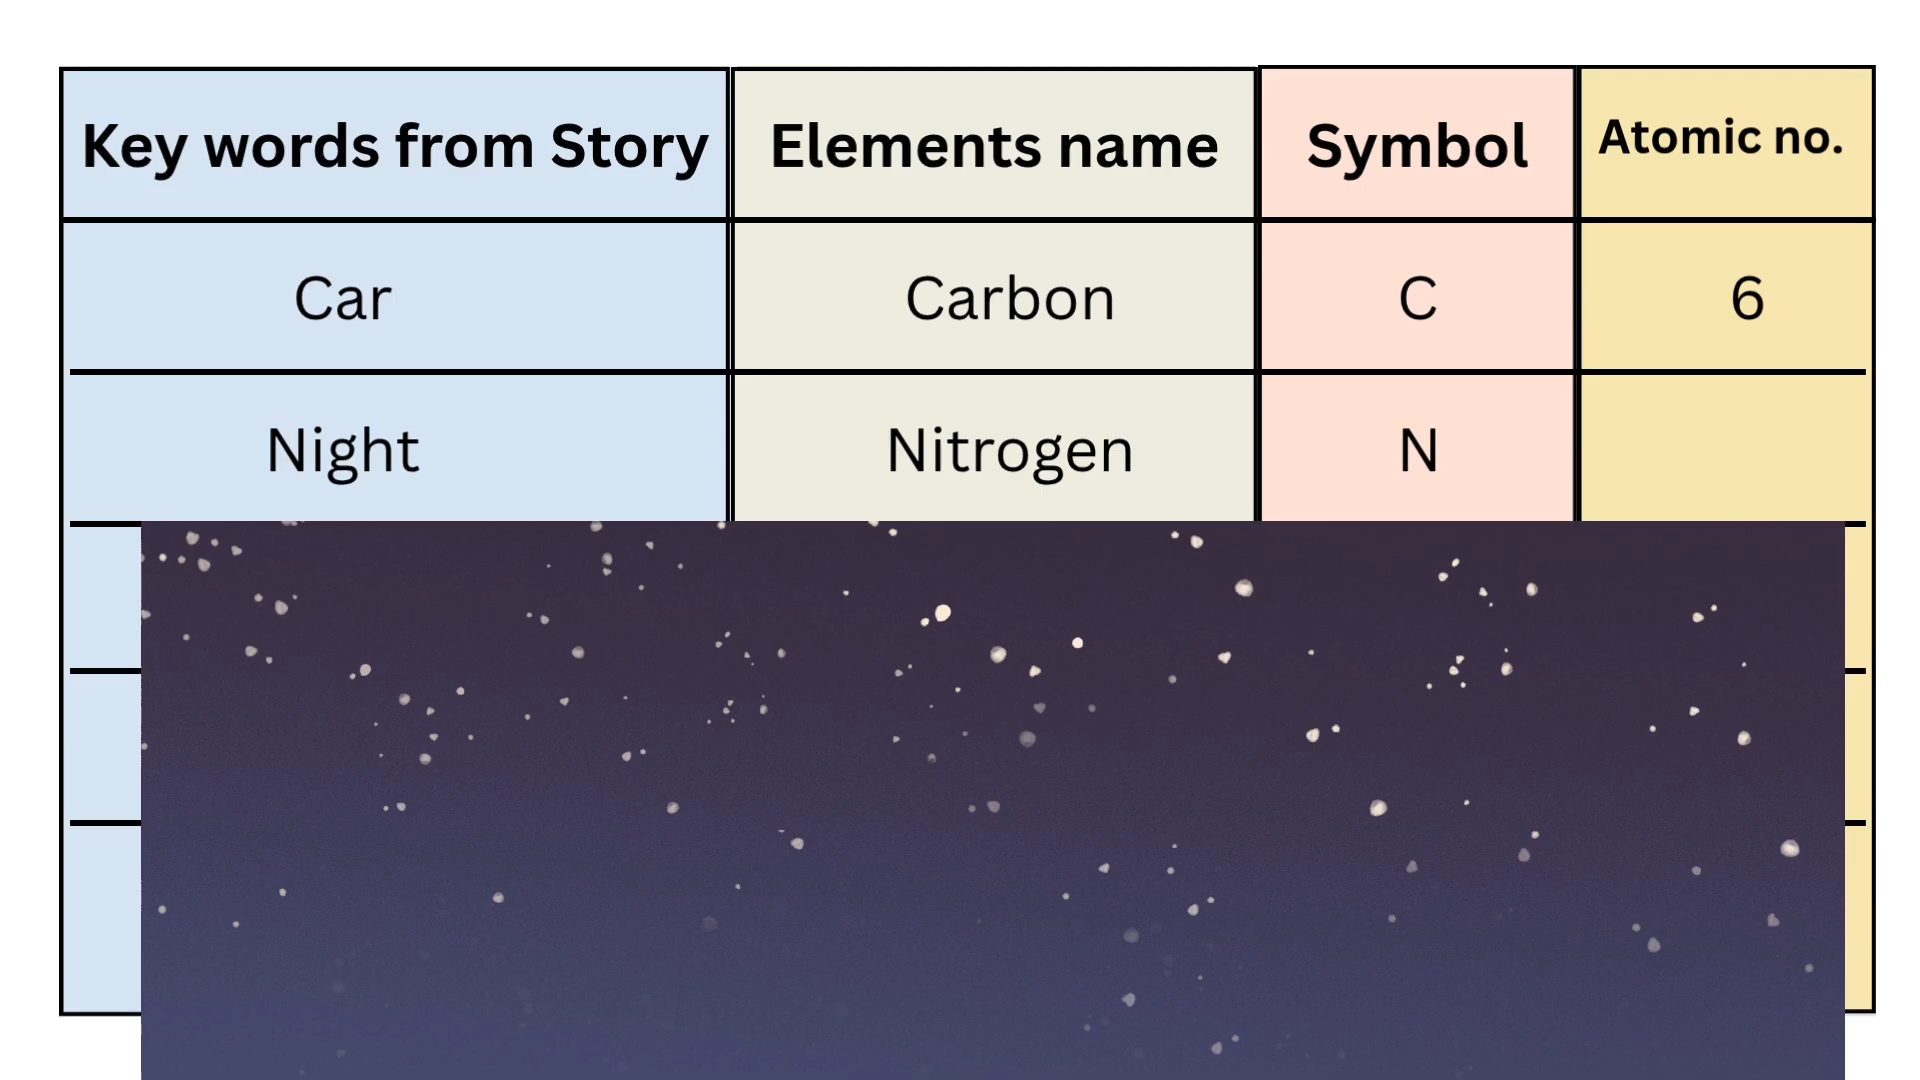 Key words from Story Elements name Symbol Atomic no.
Car Carbon C 6
Night Nitrogen N